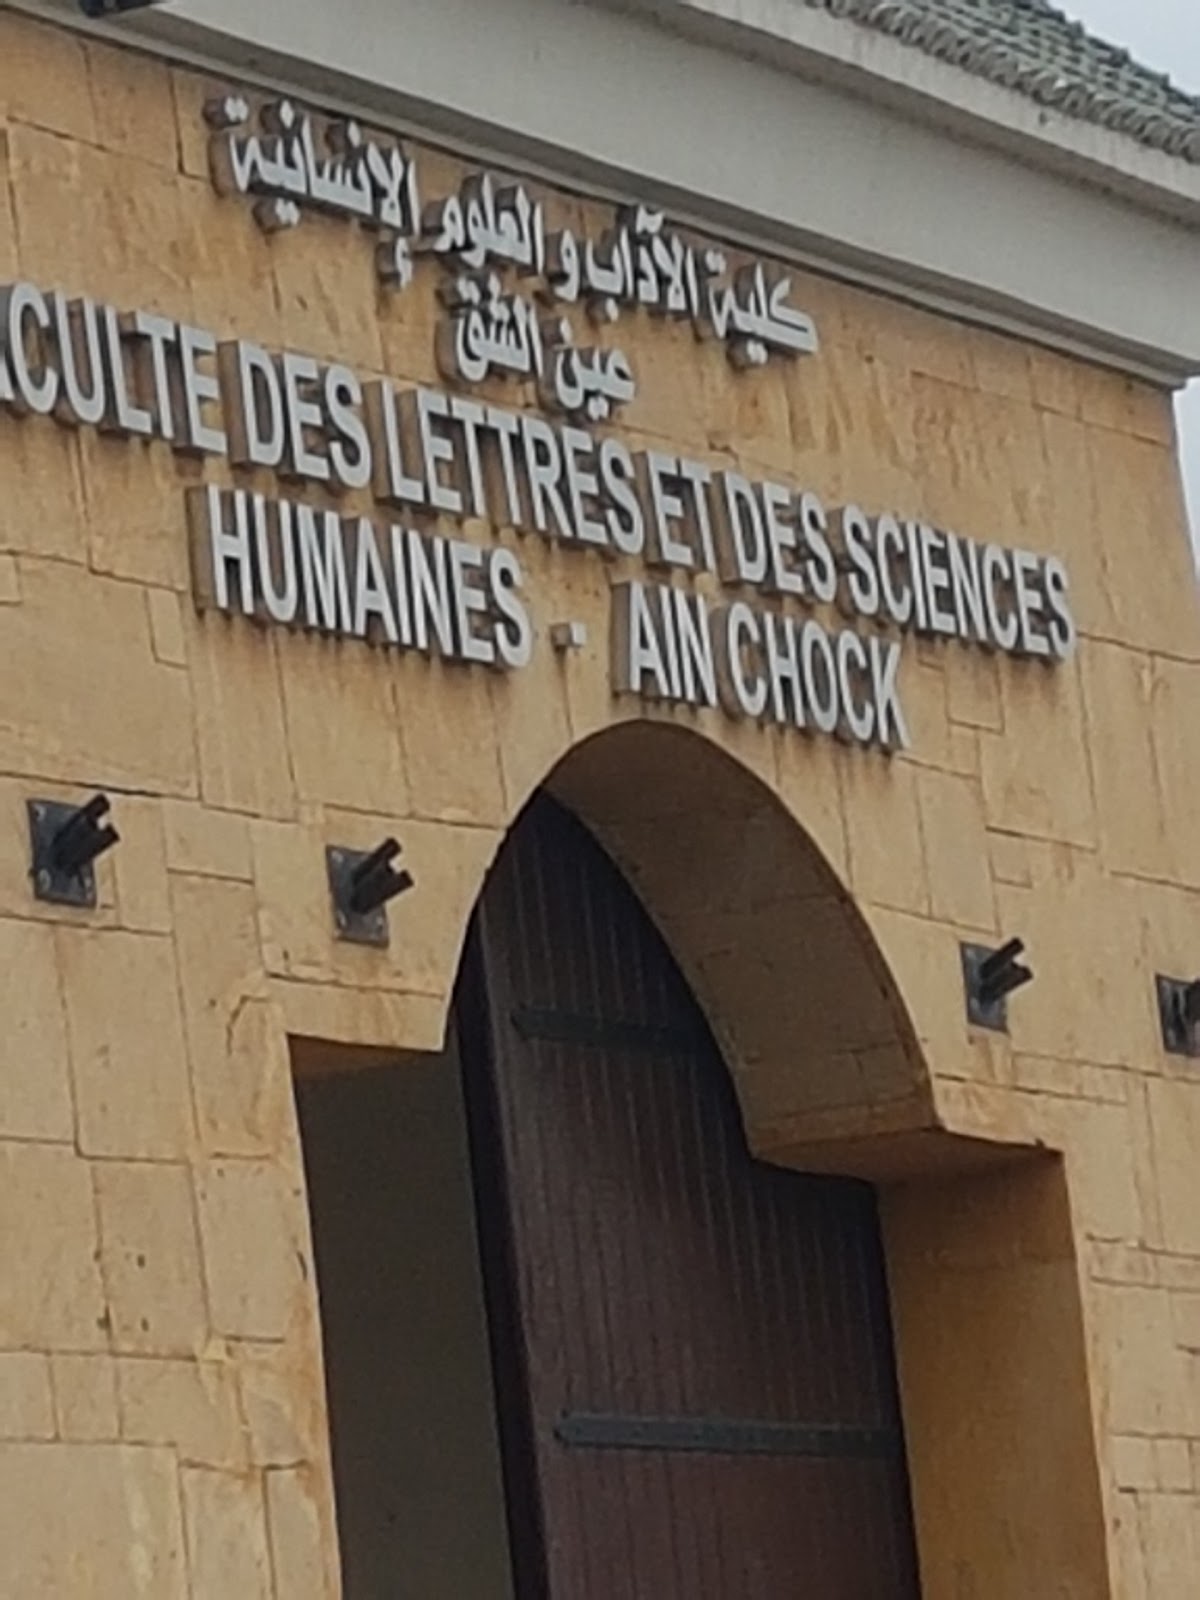 كلية الآداب و العلوم الإنسانية
عين الشق
ACULTE DES LETTRES ET DES SCIENCES
HUMAINES - AIN CHOCK